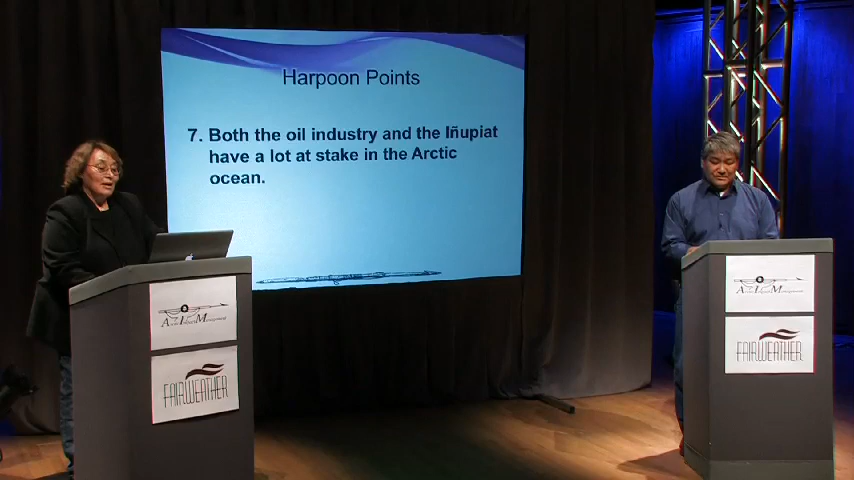 Harpoon Points
7. Both the oil industry and the Iñupiat
have a lot at stake in the Arctic
ocean.
FAIRWEATHER
FAIRWEATHER